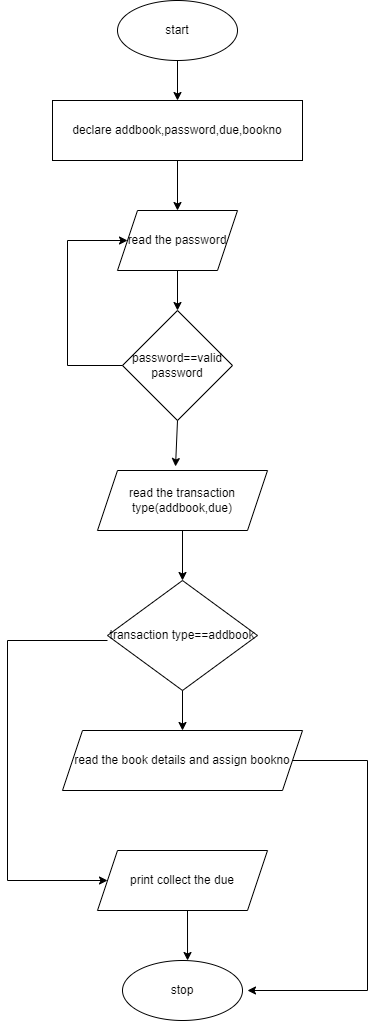 start
declare addbook,password,due,bookno
read the password
password==valid
password
read the transaction
type(addbook,due)
transaction type==addbook
read the book details and assign bookno
print collect the due
stop